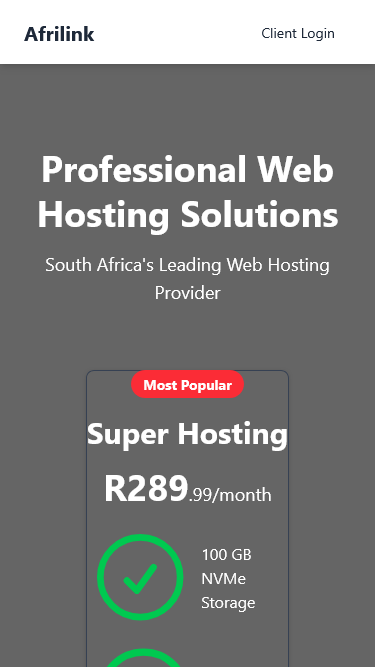 Afrilink
Client Login
Professional Web
Hosting Solutions
South Africa's Leading Web Hosting
Provider
Most Popular
Super Hosting
R289.99/month
100 GB
NVMe
Storage